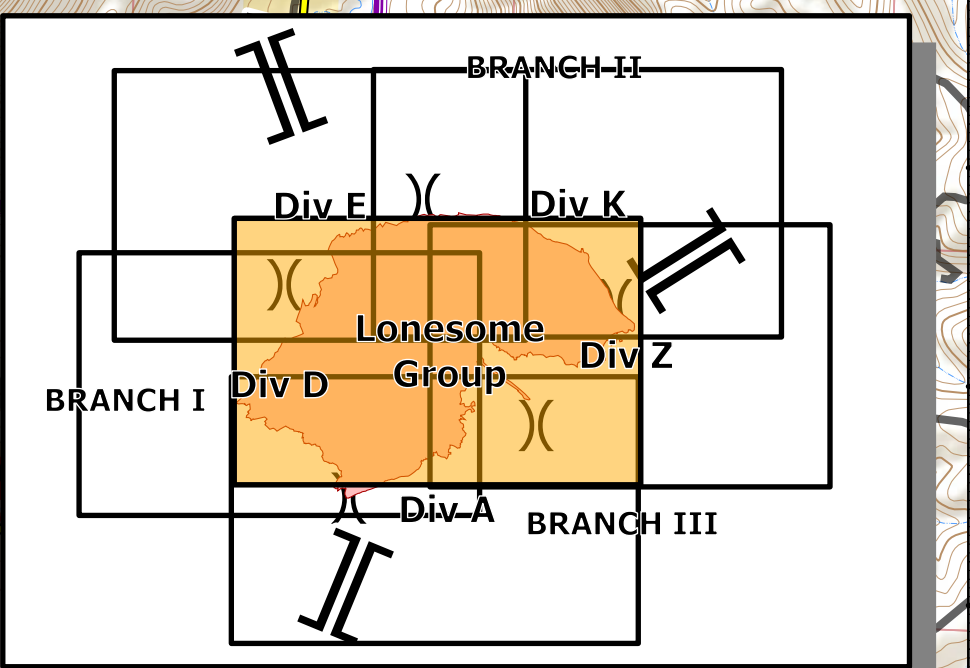 BRANCH II
Div E
Div K
Lonesome
Group
Div Z
Div D
BRANCH I
Div A
BRANCH III